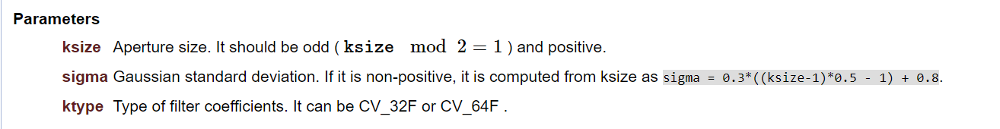 Parameters
ksize Aperture size. It should be odd ( ksize mod 2 = 1 ) and positive.
sigma Gaussian standard deviation. If it is non-positive, it is computed from ksize as sigma = 0.3*((ksize-1)*0.5 - 1) + 0.8.
ktype Type of filter coefficients. It can be CV_32F or CV_64F .